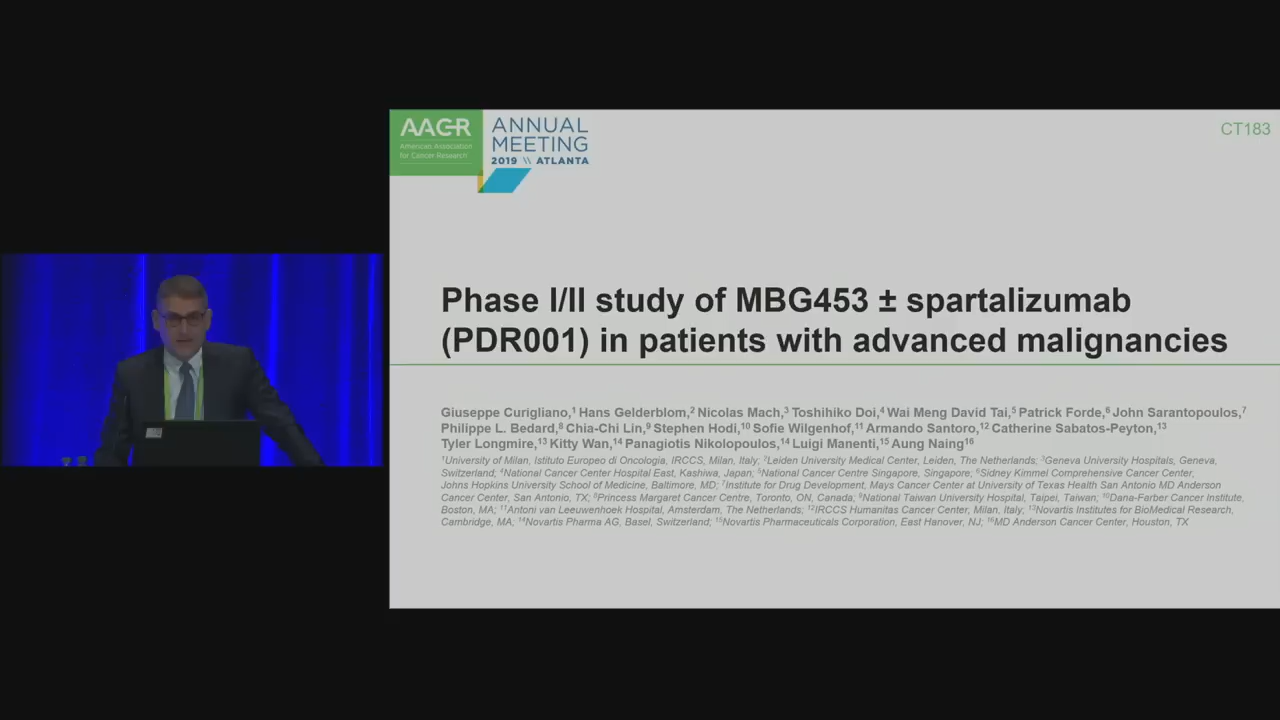 AACR
American Association
for Cancer Research
ANNUAL
MEETING
2019 \\ ATLANTA
CT183
Phase I/II study of MBG453 ± spartalizumab
(PDR001) in patients with advanced malignancies
Giuseppe Curigliano,¹ Hans Gelderblom,² Nicolas Mach,³ Toshihiko Doi,⁴ Wai Meng David Tai,⁵ Patrick Forde,⁶ John Sarantopoulos,⁷
Philippe L. Bedard,⁸ Chia-Chi Lin,⁹ Stephen Hodi,¹⁰ Sofie Wilgenhof,¹¹ Armando Santoro,¹² Catherine Sabatos-Peyton,¹³
Tyler Longmire,¹³ Kitty Wan,¹⁴ Panagiotis Nikolopoulos,¹⁴ Luigi Manenti,¹⁵ Aung Naing¹⁶
¹University of Milan, Istituto Europeo di Oncologia, IRCCS, Milan, Italy; ²Leiden University Medical Center, Leiden, The Netherlands; ³Geneva University Hospitals, Geneva,
Switzerland; ⁴National Cancer Center Hospital East, Kashiwa, Japan; ⁵National Cancer Centre Singapore, Singapore; ⁶Sidney Kimmel Comprehensive Cancer Center,
Johns Hopkins University School of Medicine, Baltimore, MD; ⁷Institute for Drug Development, Mays Cancer Center at University of Texas Health San Antonio MD Anderson
Cancer Center, San Antonio, TX; ⁸Princess Margaret Cancer Centre, Toronto, ON, Canada; ⁹National Taiwan University Hospital, Taipei, Taiwan; ¹⁰Dana-Farber Cancer Institute,
Boston, MA; ¹¹Antoni van Leeuwenhoek Hospital, Amsterdam, The Netherlands; ¹²IRCCS Humanitas Cancer Center, Milan, Italy; ¹³Novartis Institutes for BioMedical Research,
Cambridge, MA; ¹⁴Novartis Pharma AG, Basel, Switzerland; ¹⁵Novartis Pharmaceuticals Corporation, East Hanover, NJ; ¹⁶MD Anderson Cancer Center, Houston, TX